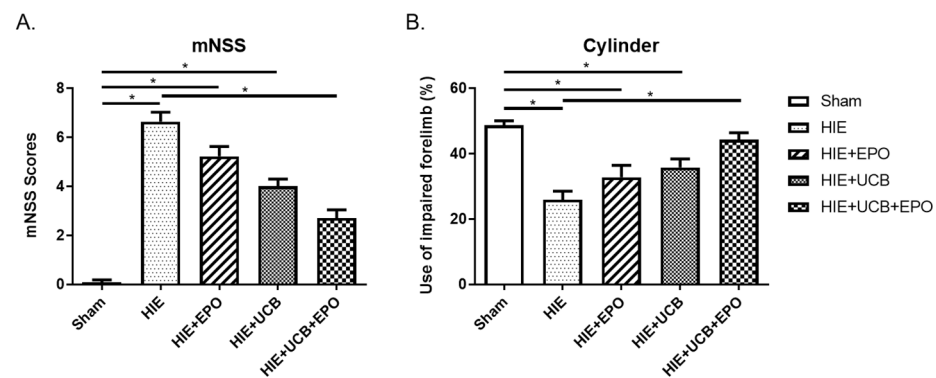 A.
mNSS
mNSS Scores
8
6
4
2
0
*
*
*
*
Sham
HIE
HIE+EPO
HIE+UCB
HIE+UCB+EPO
B.
Cylinder
Use of impaired forelimb (%)
60
40
20
0
*
*
*
*
Sham
HIE
HIE+EPO
HIE+UCB
HIE+UCB+EPO
Sham
HIE
HIE+EPO
HIE+UCB
HIE+UCB+EPO